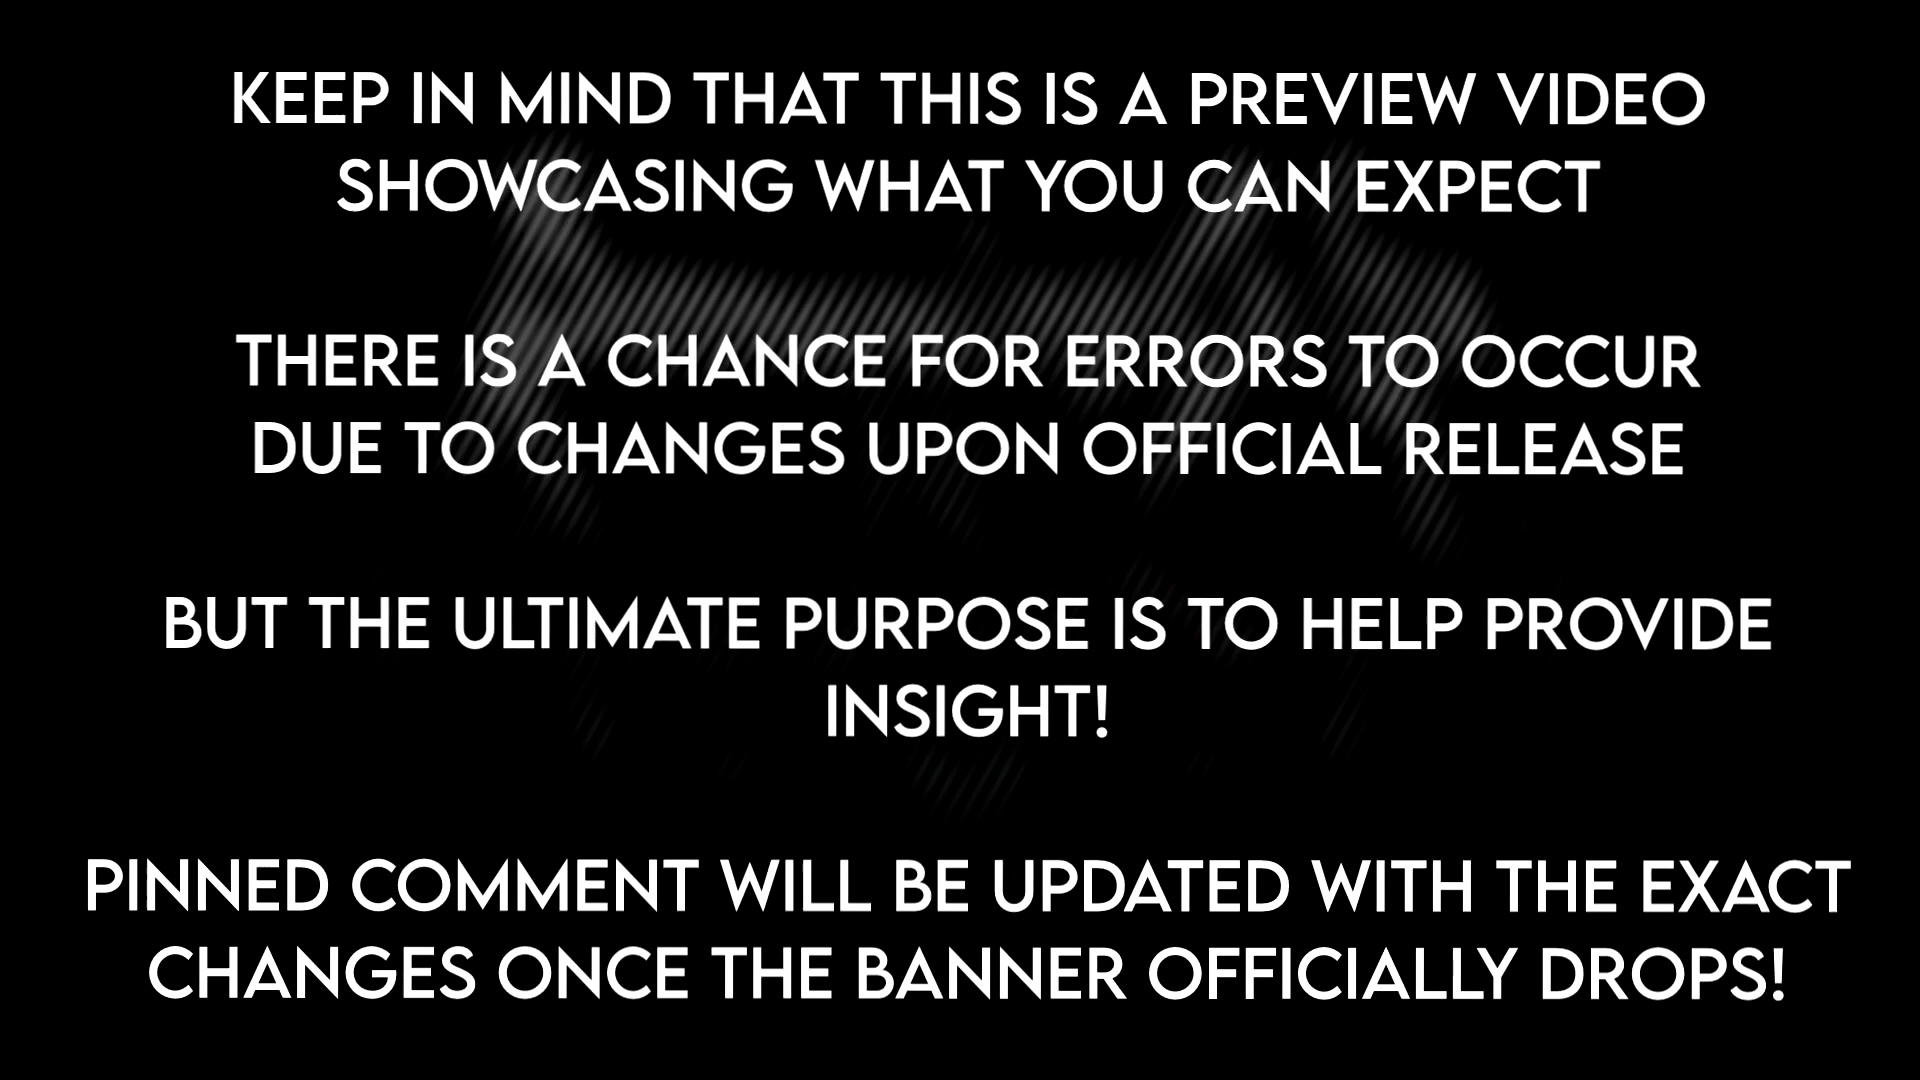 KEEP IN MIND THAT THIS IS A PREVIEW VIDEO
SHOWCASING WHAT YOU CAN EXPECT
THERE IS A CHANCE FOR ERRORS TO OCCUR
DUE TO CHANGES UPON OFFICIAL RELEASE
BUT THE ULTIMATE PURPOSE IS TO HELP PROVIDE
INSIGHT!
PINNED COMMENT WILL BE UPDATED WITH THE EXACT
CHANGES ONCE THE BANNER OFFICIALLY DROPS!